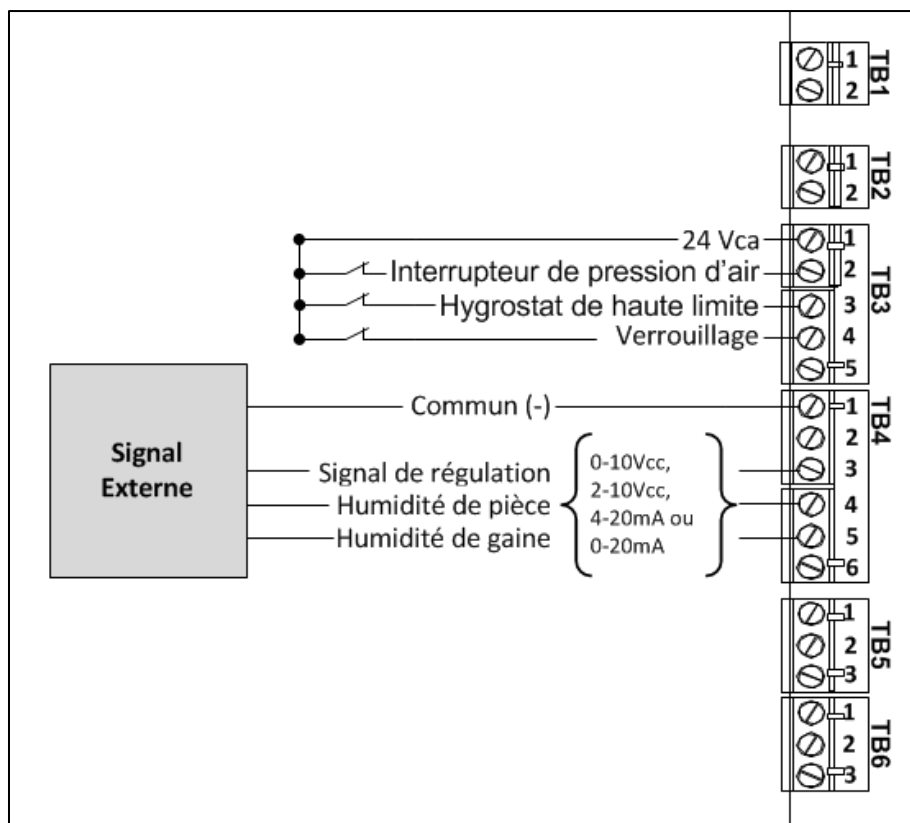 1
2
TB1
1
2
TB2
24 Vca
1
Interrupteur de pression d'air
2
Hygrostat de haute limite
3
Verrouillage
4
5
TB3
Signal
Externe
Commun (-)
1
2
Signal de régulation
3
Humidité de pièce
4
Humidité de gaine
5
6
0-10Vcc,
2-10Vcc,
4-20mA ou
0-20mA
TB4
1
2
3
TB5
1
2
3
TB6